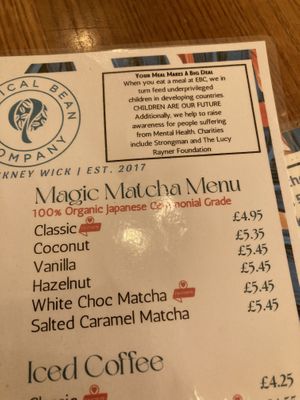 ICAL BEAN
COMPANY
CKNEY WICK | EST. 2017
YOUR MEAL MAKES A BIG DEAL
When you eat a meal at EBC, we in
turn feed underprivileged
children in developing countries.
CHILDREN ARE OUR FUTURE
Additionally, we help to raise
awareness for people suffering
from Mental Health. Charities
include Strongman and The Lucy
Rayner Foundation
Magic Matcha Menu
100% Organic Japanese Ceremonial Grade
Classic £4.95
Coconut £5.35
Vanilla £5.45
Hazelnut £5.45
White Choc Matcha £5.45
Salted Caramel Matcha £5.45
Iced Coffee
Classic £4.25